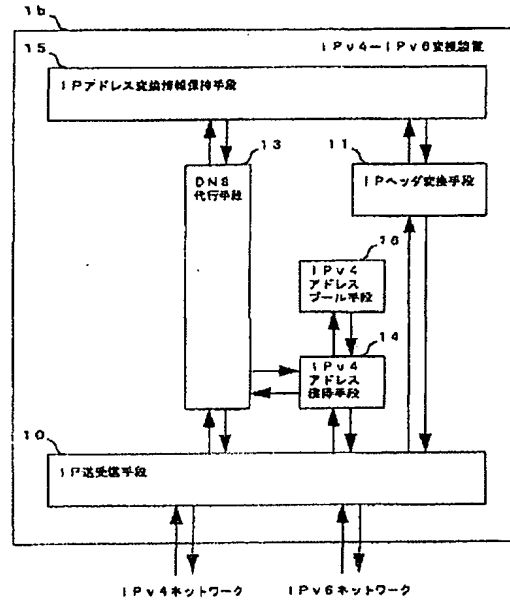 1b
IPv4-IPv6変換装置
15
IPアドレス変換情報保持手段
13
11
DNS
代行手段
IPヘッダ変換手段
16
IPv4
アドレス
プール手段
14
IPv4
アドレス
獲得手段
10
IP送受信手段
IPv4ネットワーク
IPv6ネットワーク